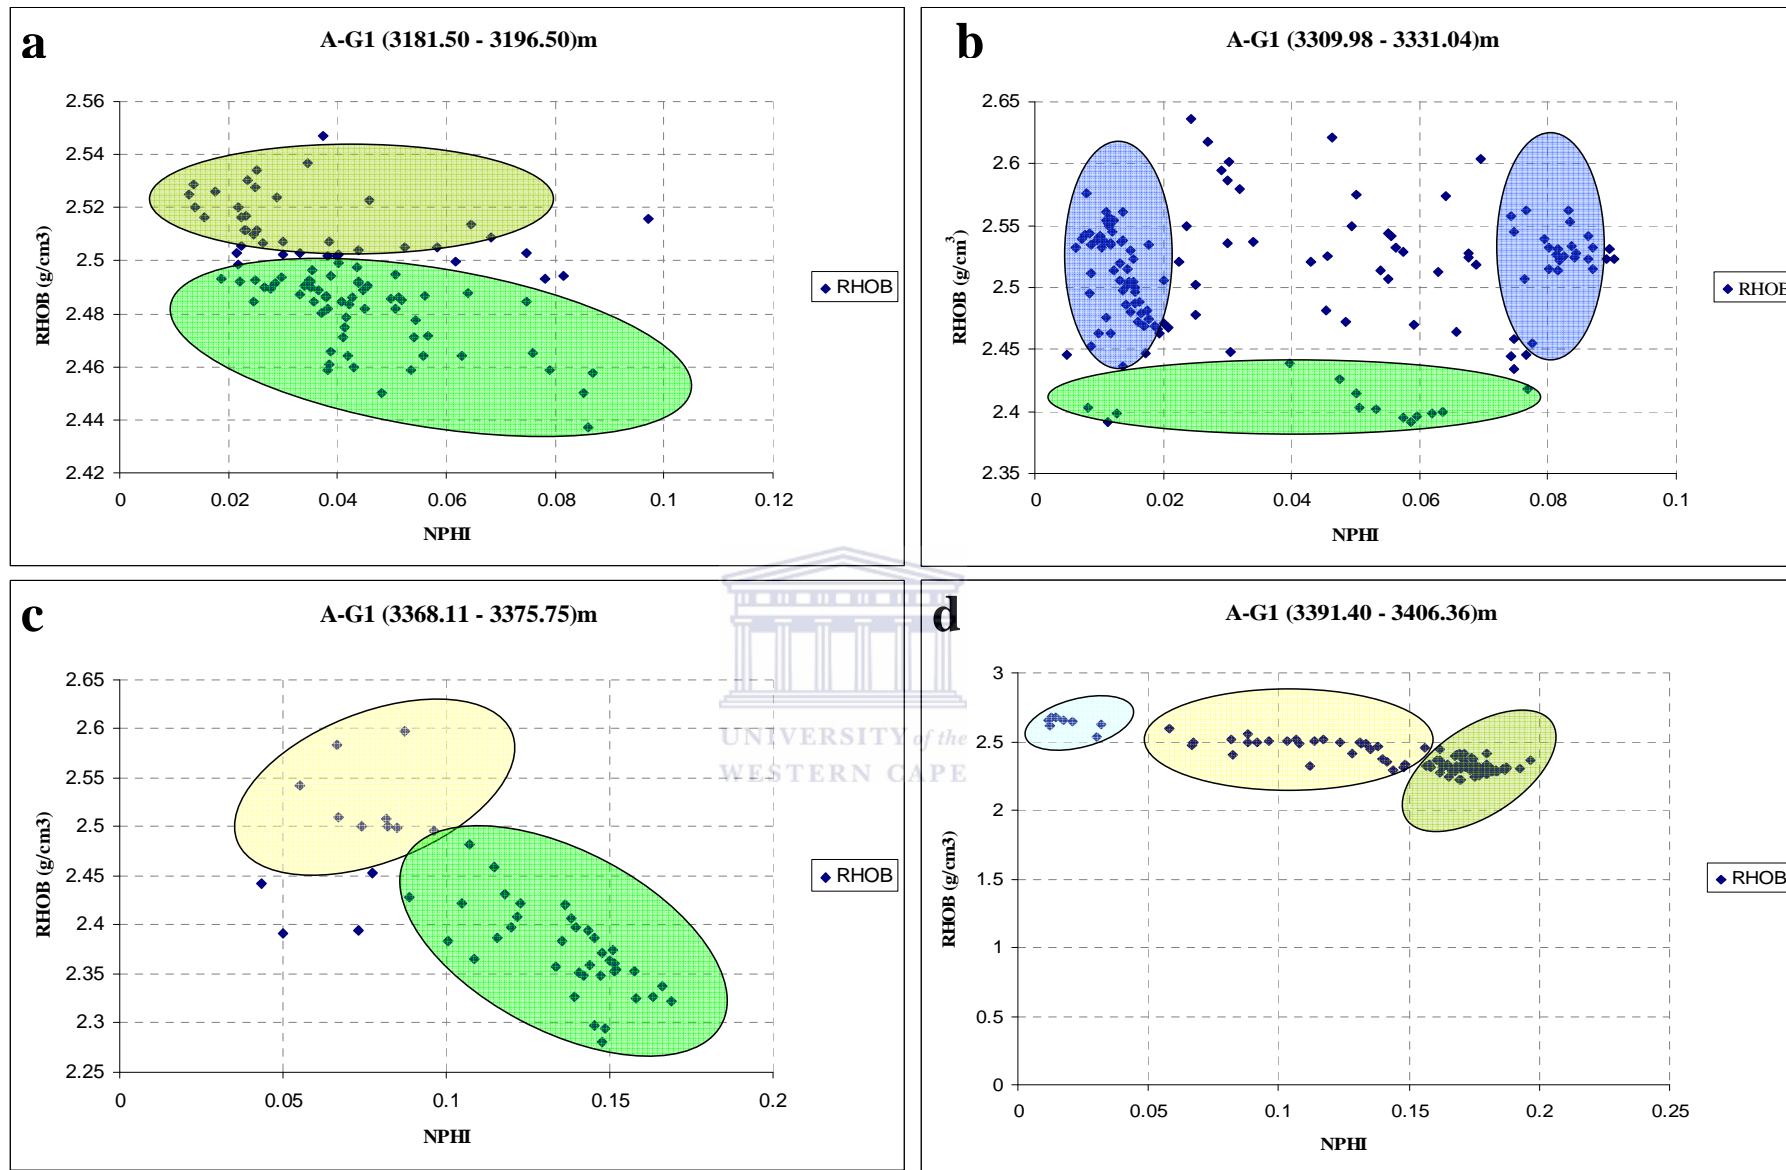 a
A-G1 (3181.50 - 3196.50)m
2.56
2.54
2.52
2.5
2.48
2.46
2.44
2.42
0 0.02 0.04 0.06 0.08 0.1 0.12
NPHI
RHOB (g/cm3)
RHOB
b
A-G1 (3309.98 - 3331.04)m
2.65
2.6
2.55
2.5
2.45
2.4
2.35
0 0.02 0.04 0.06 0.08 0.1
NPHI
RHOB (g/cm³)
RHOB
c
A-G1 (3368.11 - 3375.75)m
2.65
2.6
2.55
2.5
2.45
2.4
2.35
2.3
2.25
0 0.05 0.1 0.15 0.2
NPHI
RHOB (g/cm3)
RHOB
d
A-G1 (3391.40 - 3406.36)m
3
2.5
2
1.5
1
0.5
0
0 0.05 0.1 0.15 0.2 0.25
NPHI
RHOB (g/cm3)
RHOB
UNIVERSITY of the
WESTERN CAPE